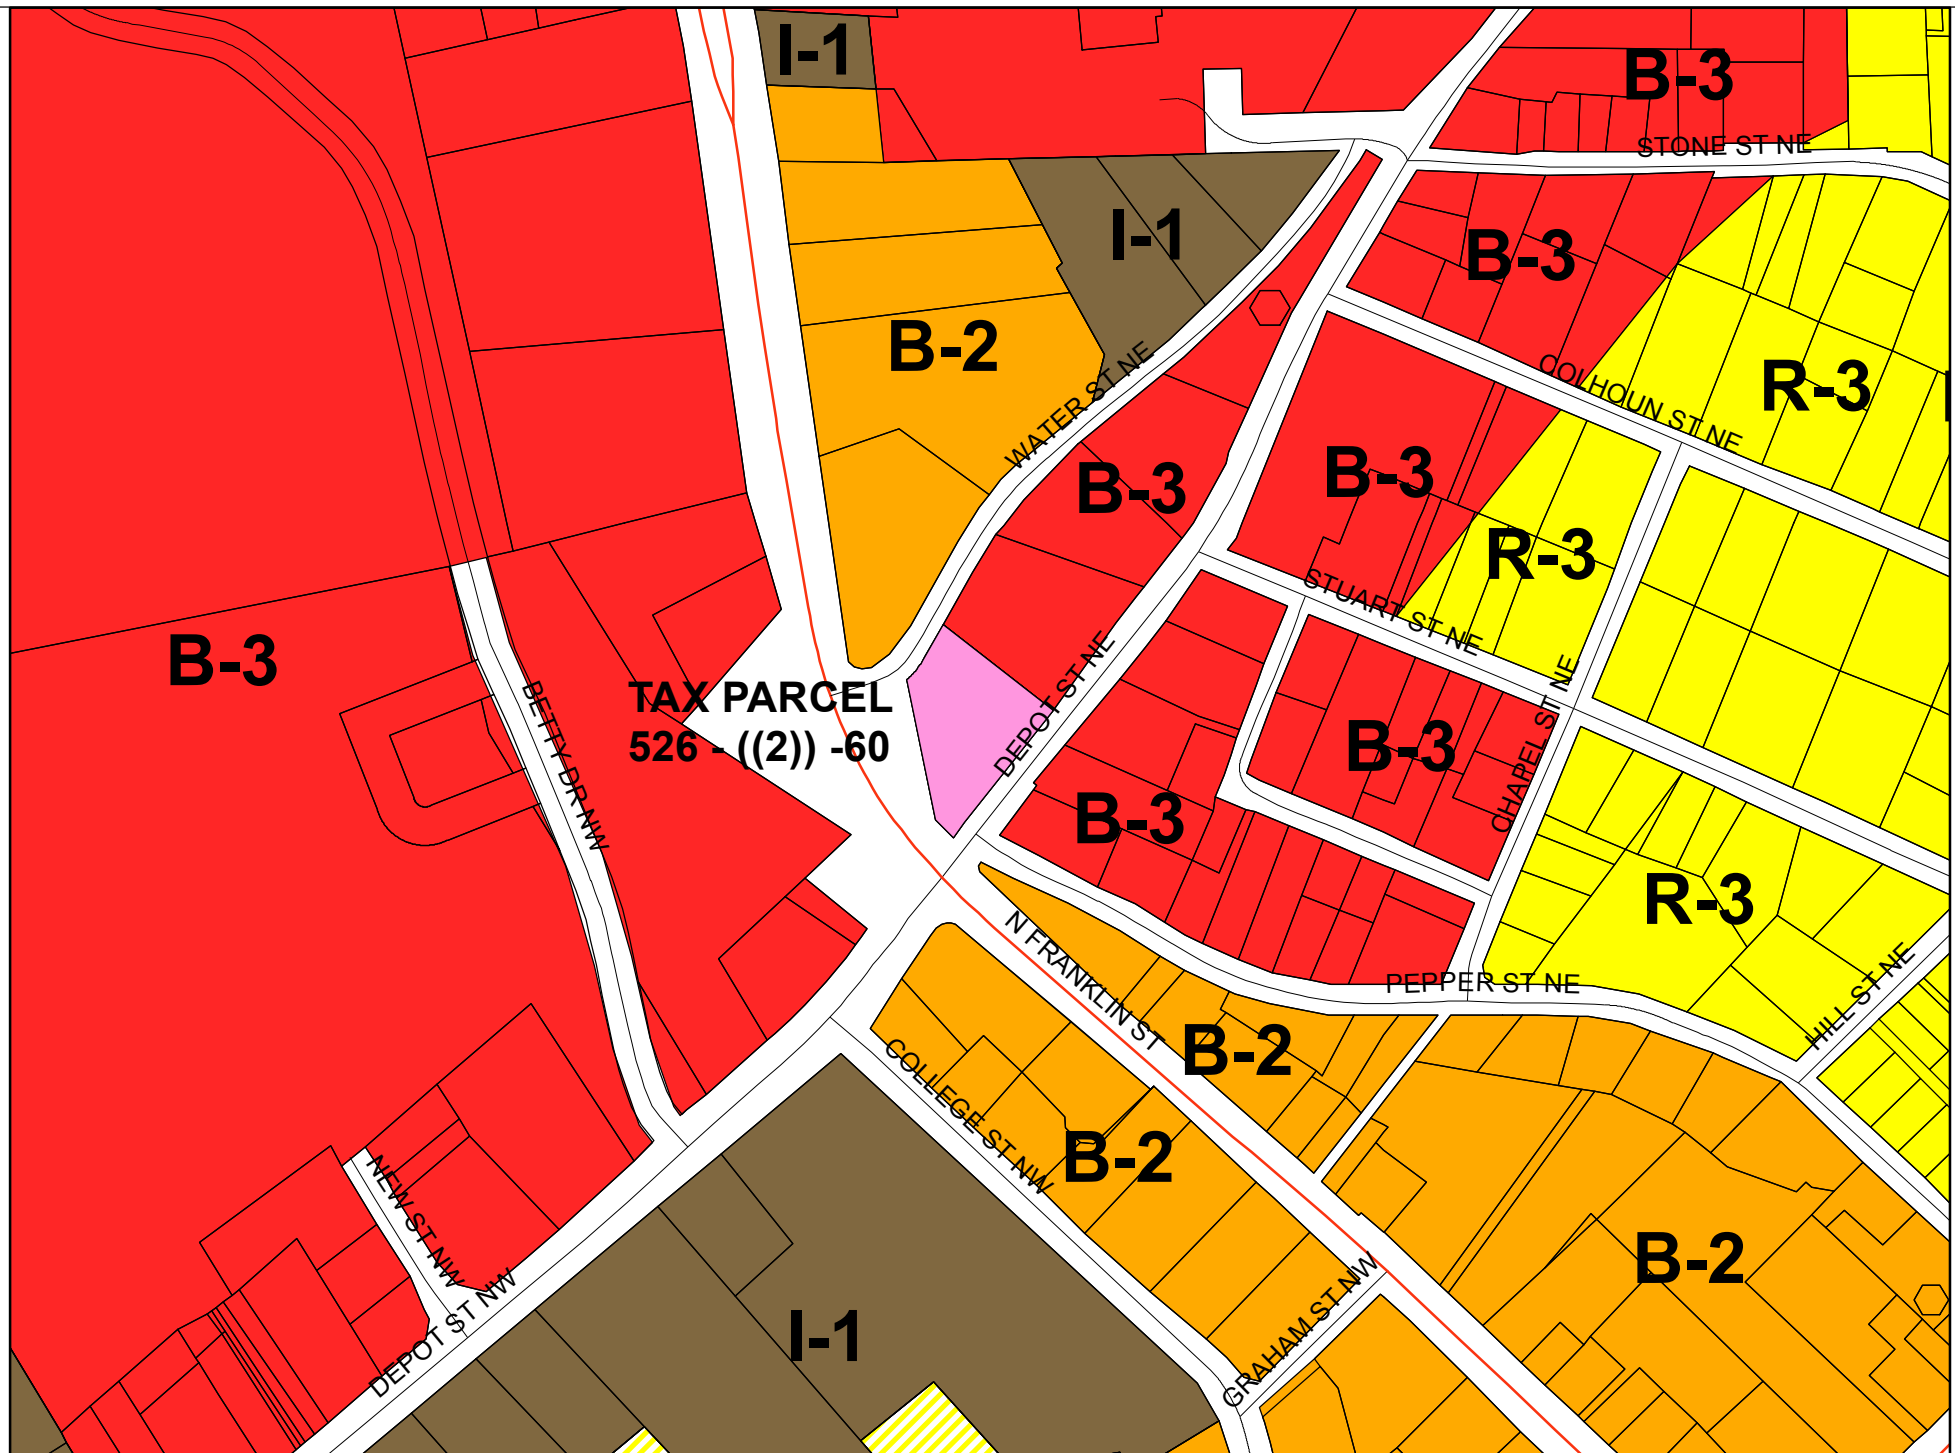 I-1
B-3
STONE ST NE
I-1
B-3
B-2
WATER ST NE
COLHOUN ST NE
R-3
B-3
B-3
R-3
STUART ST NE
B-3
TAX PARCEL
526 - ((2)) -60
BETTY DR NW
DEPOT ST NE
B-3
CHAPEL ST NE
B-3
R-3
N FRANKLIN ST
PEPPER ST NE
HILL ST NE
B-2
COLLEGE ST NW
B-2
NEW ST NW
DEPOT ST NW
B-2
I-1
GRAHAM ST NW